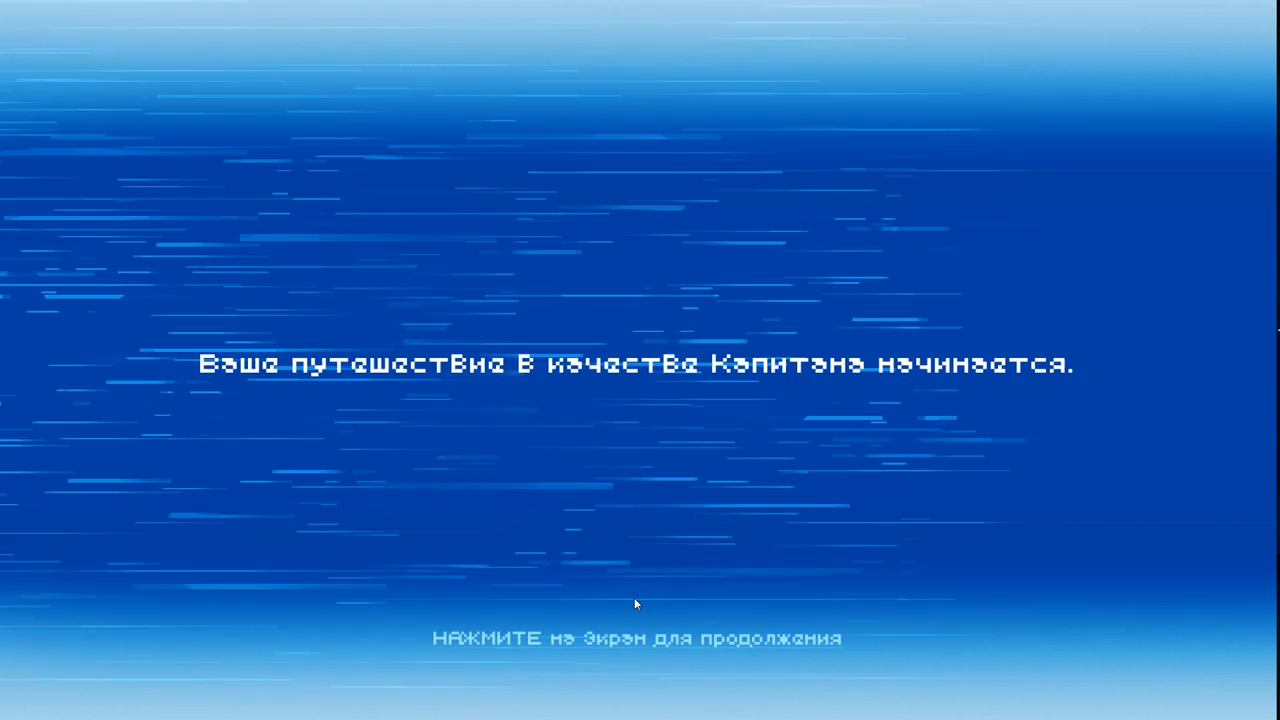 Ваше путешествие в качестве Капитана начинается.
НАЖМИТЕ на экран для продолжения